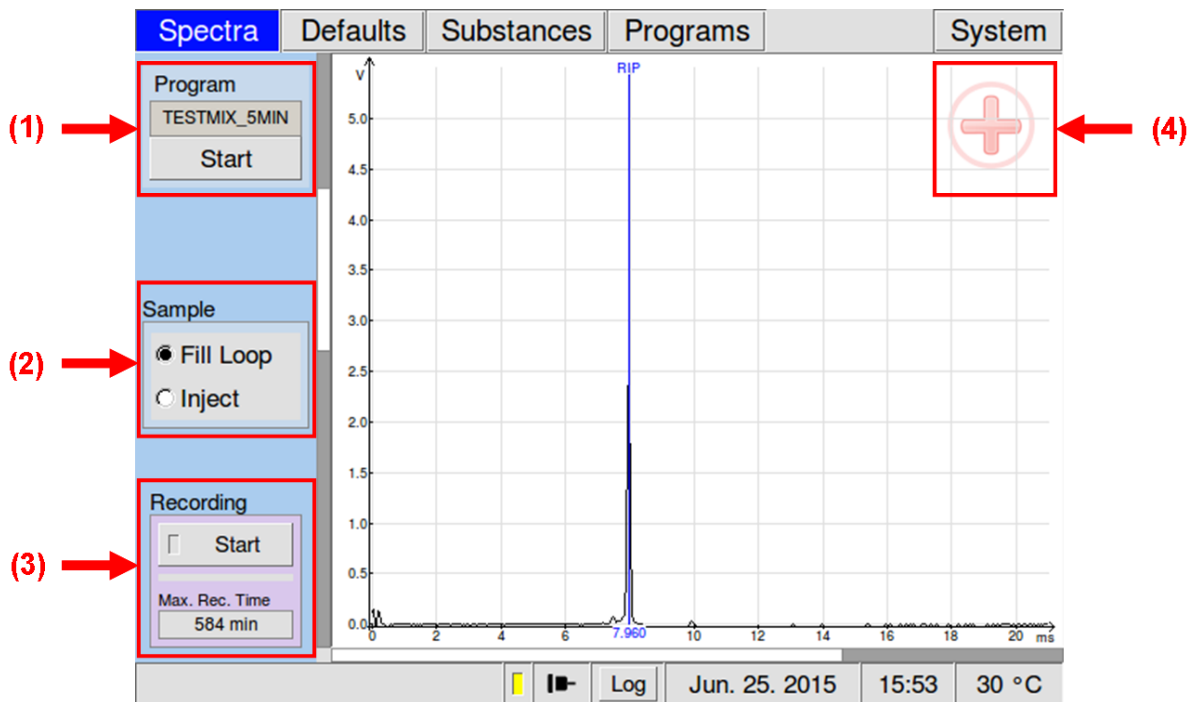 Spectra Defaults Substances Programs System
(1)
Program
TESTMIX_5MIN
Start
(2)
Sample
Fill Loop
Inject
(3)
Recording
Start
Max. Rec. Time
584 min
V
RIP
5.0
4.5
4.0
3.5
3.0
2.5
2.0
1.5
1.0
0.5
0.0
0 2 4 6 7.960 10 12 14 16 18 20 ms
(4)
Log Jun. 25. 2015 15:53 30 °C